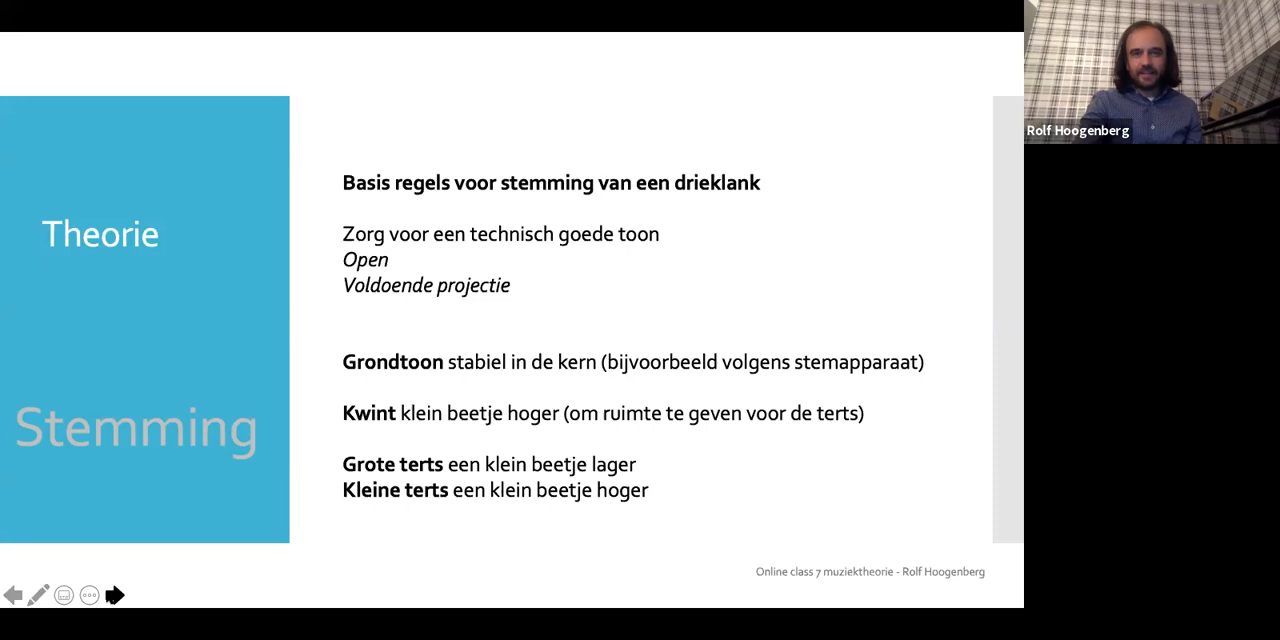 Theorie
Stemming
Basis regels voor stemming van een drieklank
Zorg voor een technisch goede toon
Open
Voldoende projectie
Grondtoon stabiel in de kern (bijvoorbeeld volgens stemapparaat)
Kwint klein beetje hoger (om ruimte te geven voor de terts)
Grote terts een klein beetje lager
Kleine terts een klein beetje hoger
Online class 7 muziektheorie - Rolf Hoogenberg
Rolf Hoogenberg